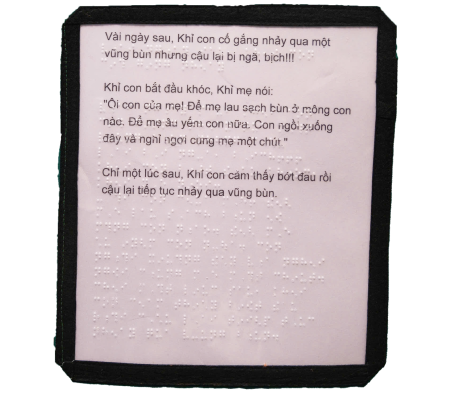 Vài ngày sau, Khỉ con cố gắng nhảy qua một
vũng bùn nhưng cậu lại bị ngã, bịch!!!
Khỉ con bắt đầu khóc, Khỉ mẹ nói:
"Ôi con của mẹ! Để mẹ lau sạch bùn ở mông con
nào. Để mẹ âu yếm con nữa. Con ngồi xuống
đây và nghỉ ngơi cùng mẹ một chút."
Chỉ một lúc sau, Khỉ con cảm thấy bớt đau rồi
cậu lại tiếp tục nhảy qua vũng bùn.